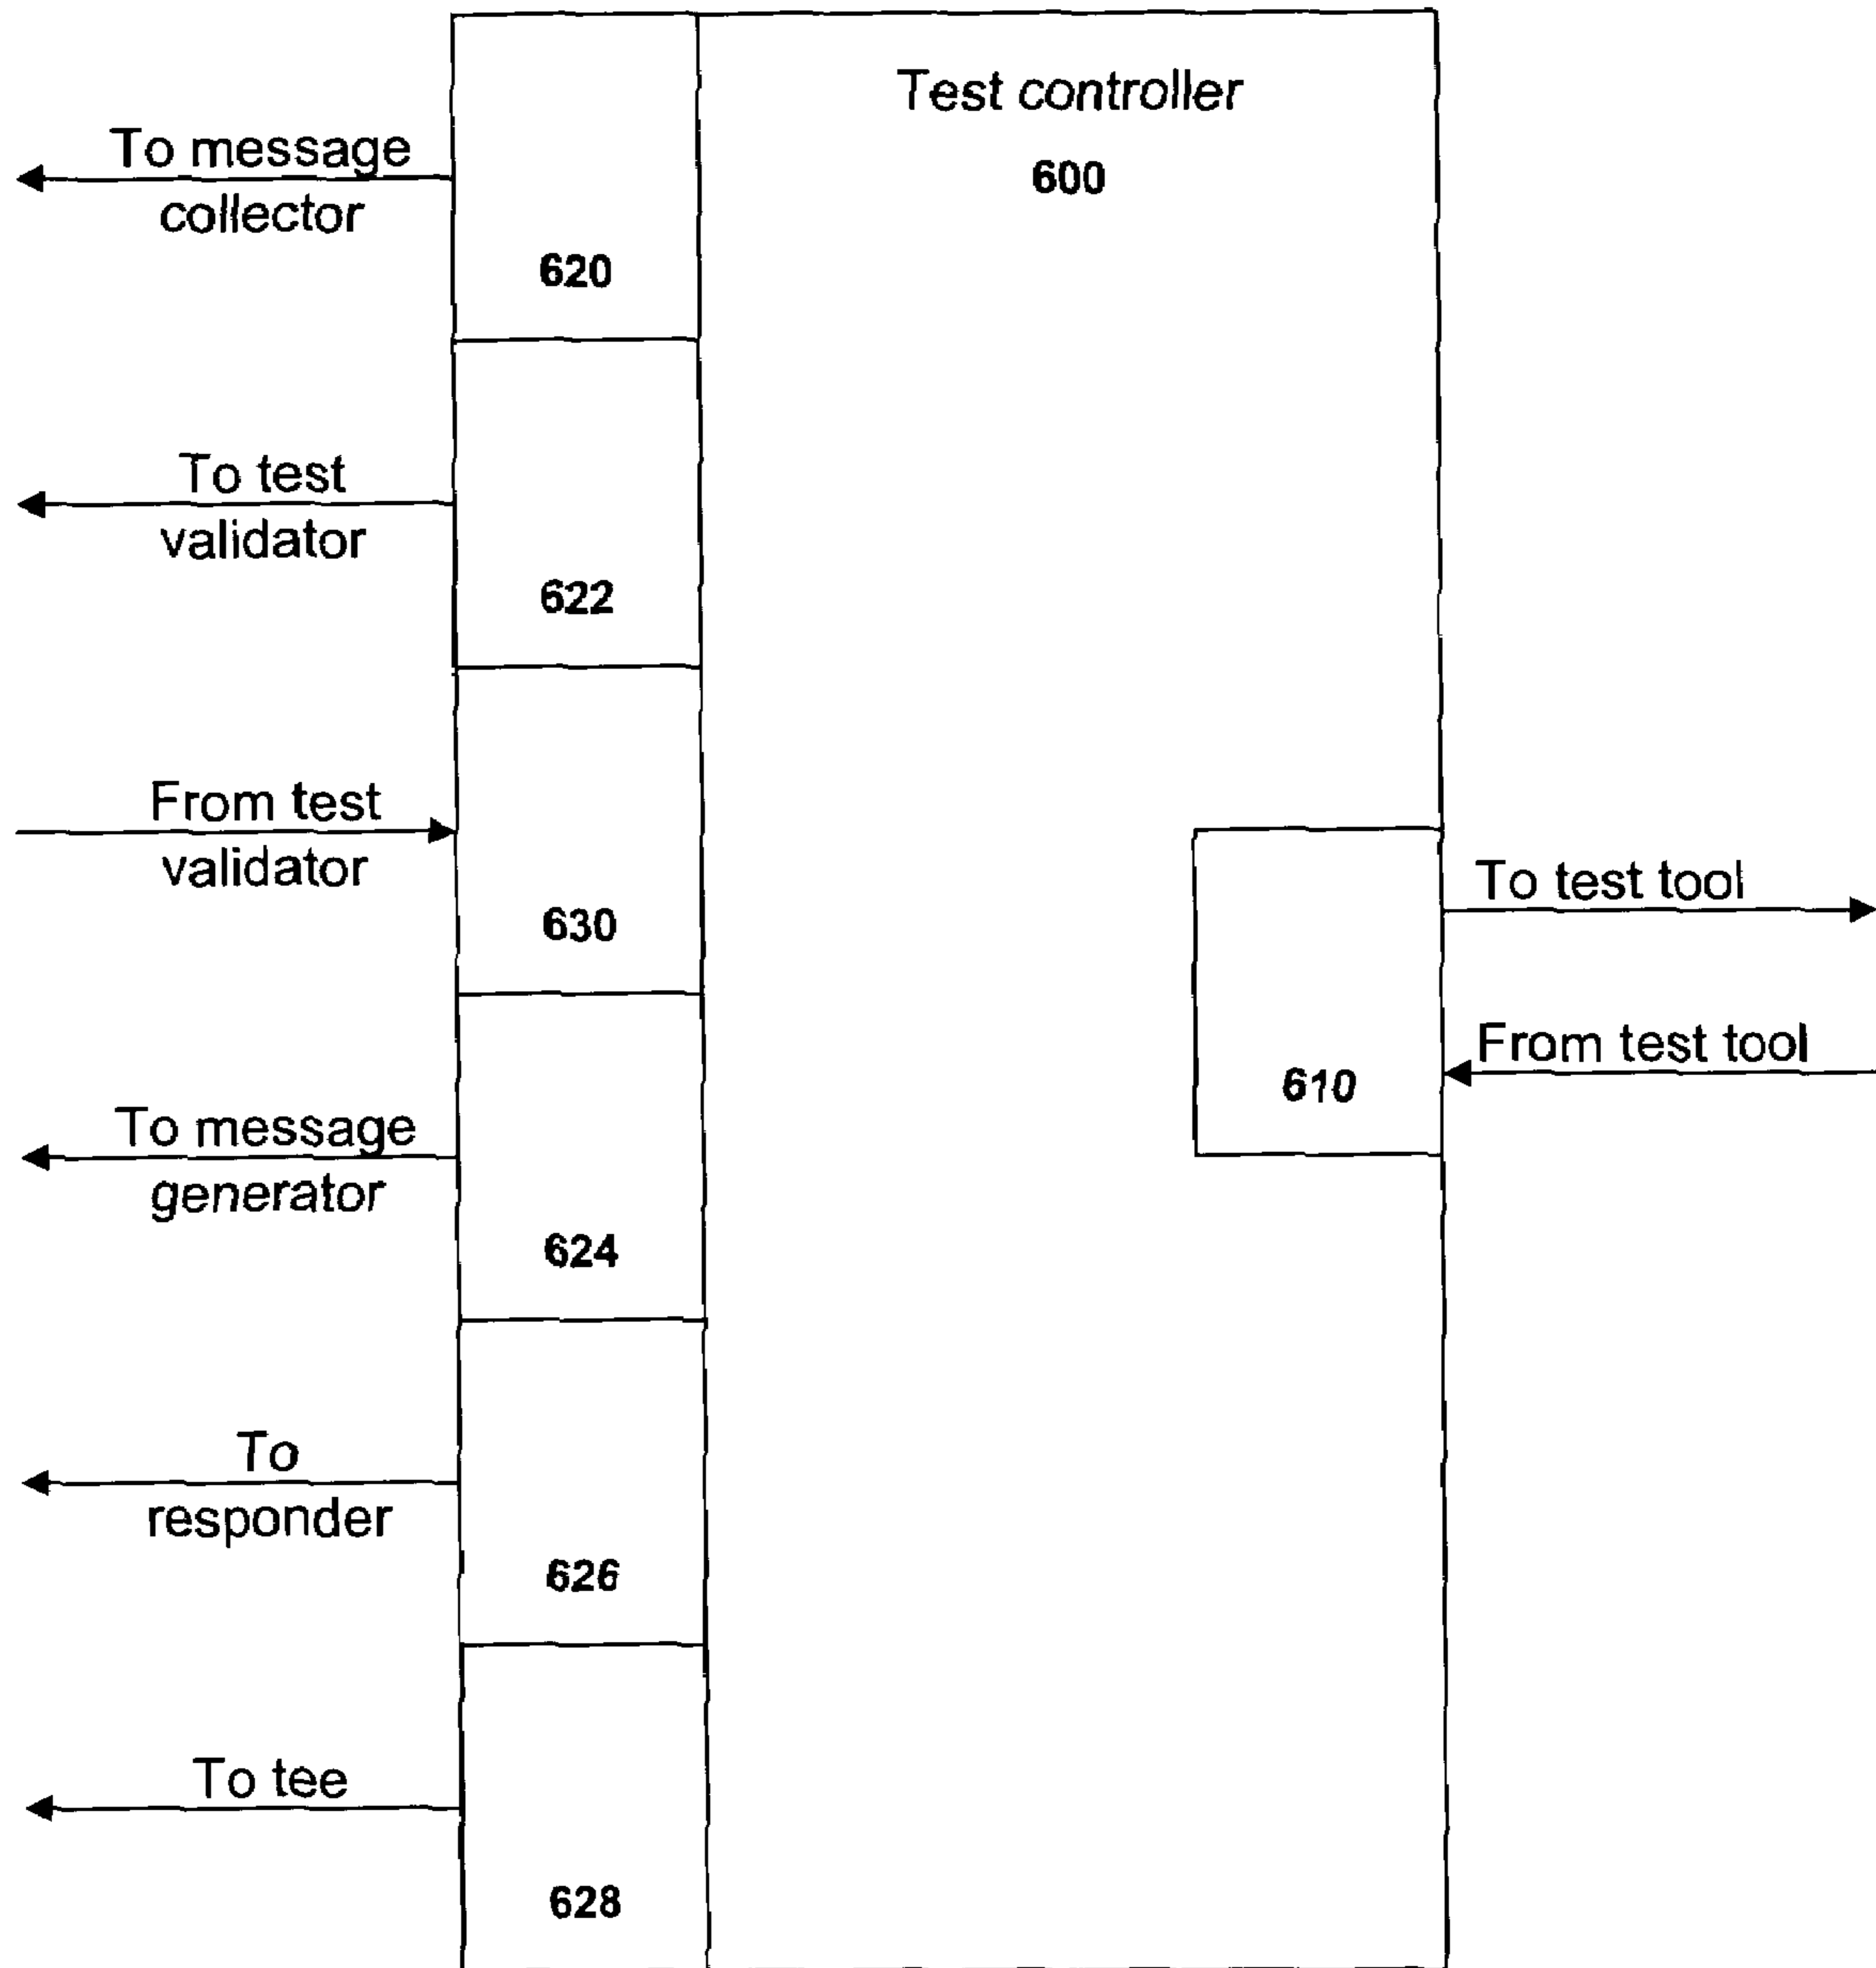 Test controller
600
To message
collector
620
To test
validator
622
From test
validator
630
To test tool
From test tool
610
To message
generator
624
To
responder
626
To tee
628